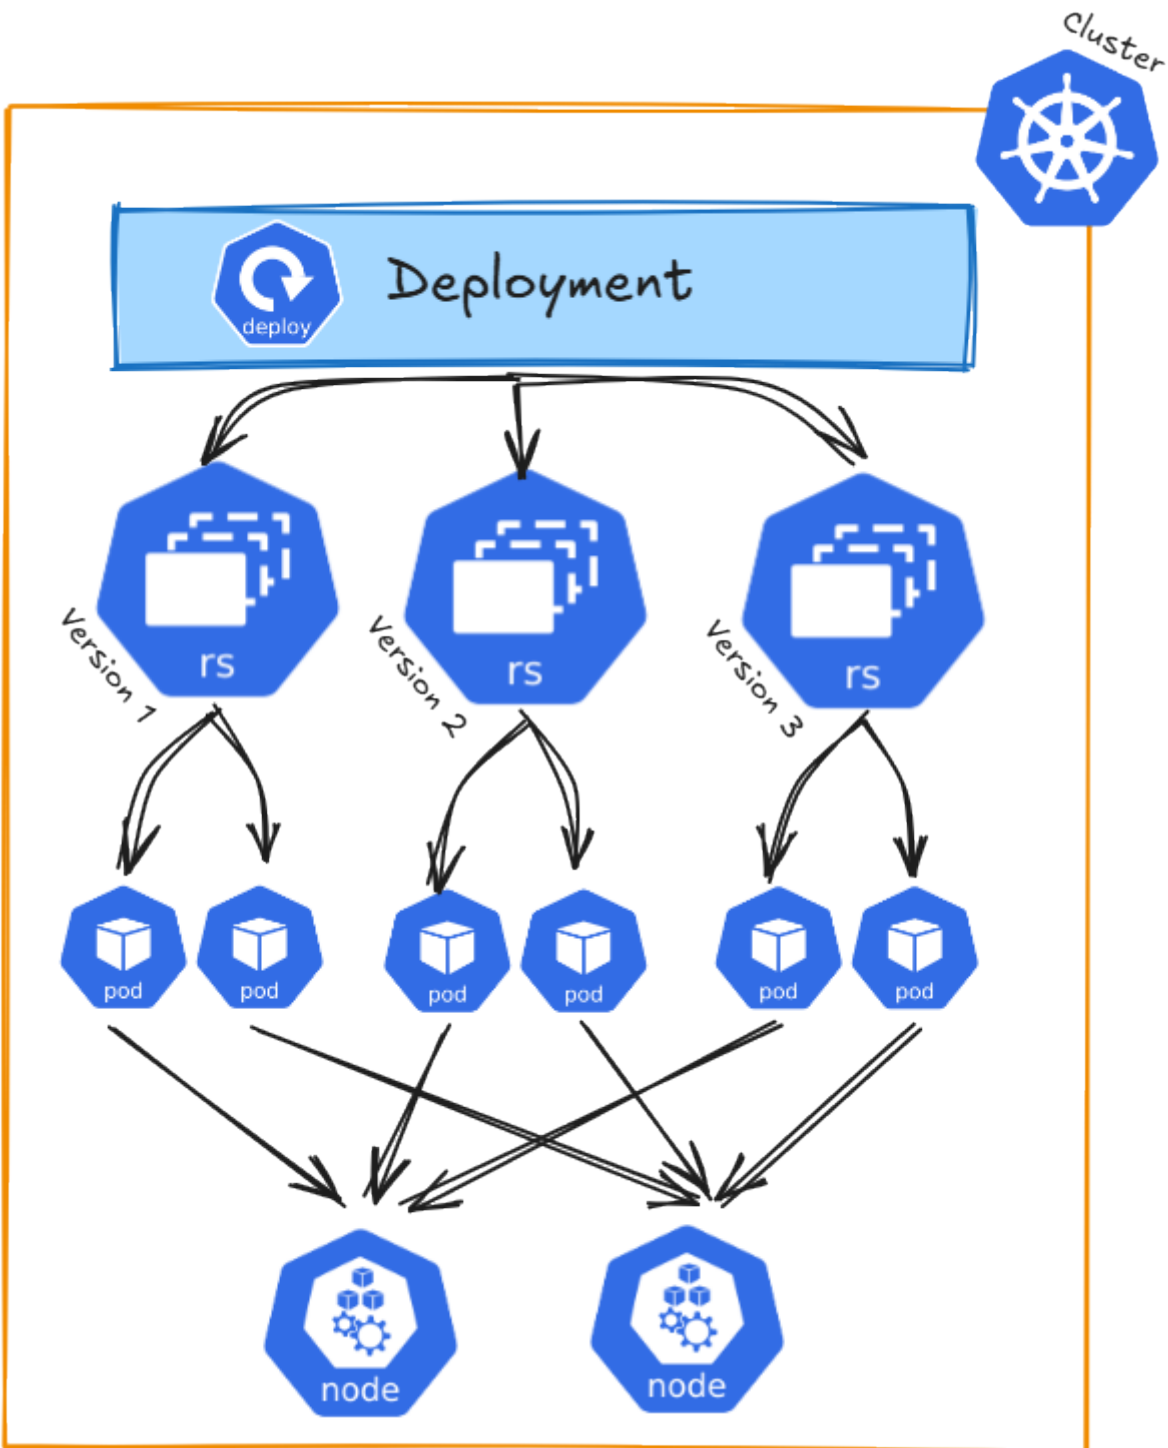 Cluster
deploy
Deployment
rs
rs
rs
Version 1
Version 2
Version 3
pod
pod
pod
pod
pod
pod
node
node